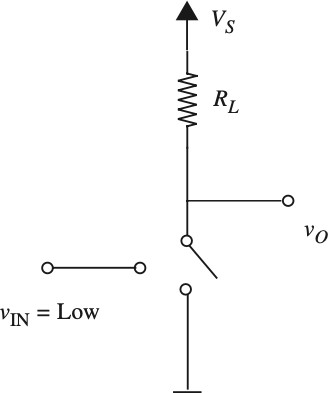 V_S
R_L
v_O
v_IN = Low